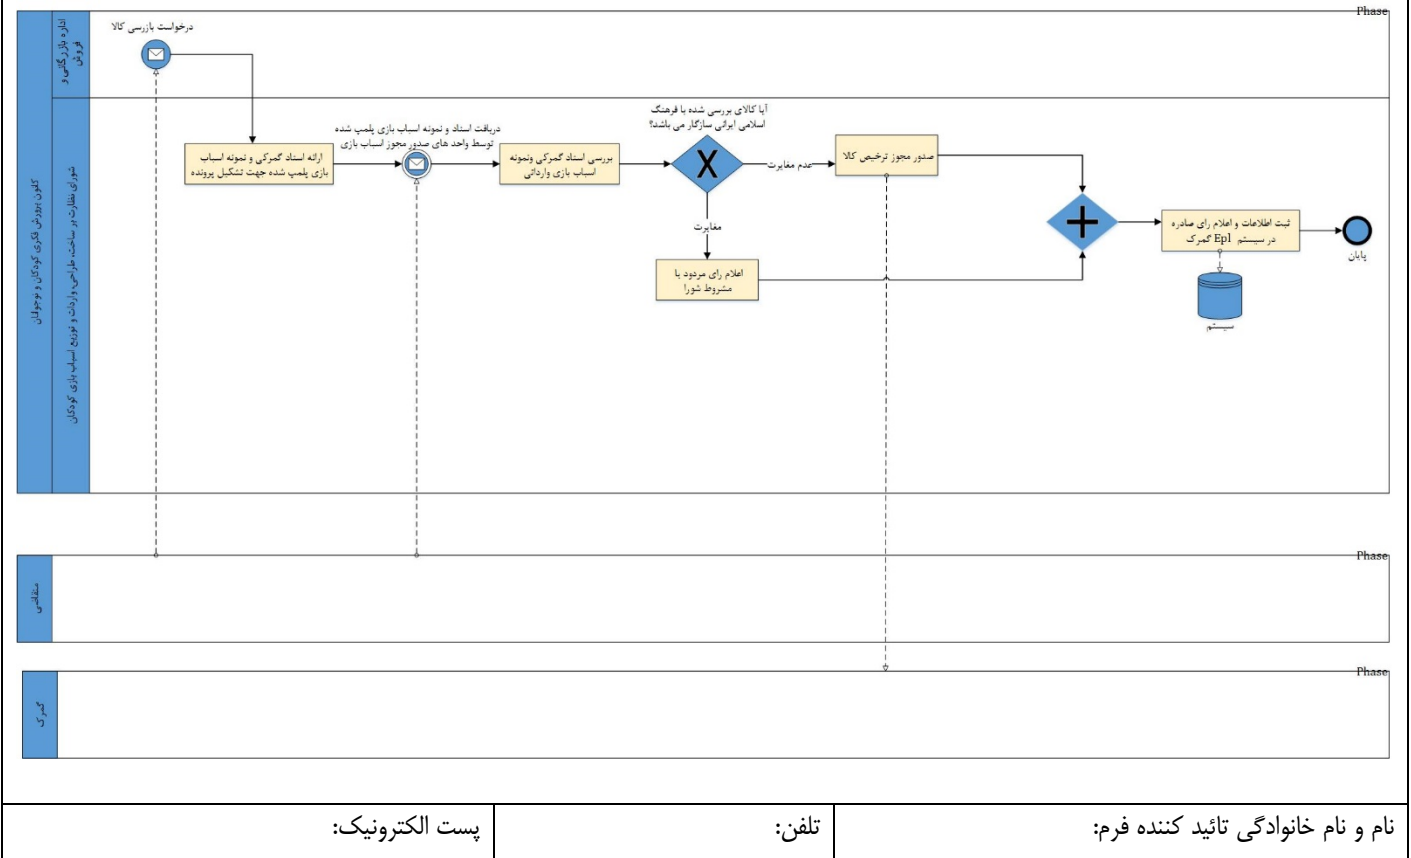 Phase
اداره بازرگانی و
فروش
درخواست بازرسی کالا
کانون پرورش فکری کودکان و نوجوانان
شورای نظارت بر ساخت، طراحی، واردات و توزیع اسباب بازی کودکان
ارائه اسناد گمرکی و نمونه اسباب
بازی پلمپ شده جهت تشکیل پرونده
دریافت اسناد و نمونه اسباب بازی پلمپ شده
توسط واحد های صدور مجوز اسباب بازی
بررسی اسناد گمرکی ونمونه
اسباب بازی وارداتی
آیا کالای بررسی شده با فرهنگ
اسلامی ایرانی سازگار می باشد؟
X
عدم مغایرت
مغایرت
صدور مجوز ترخیص کالا
اعلام رای مردود یا
مشروط شورا
ثبت اطلاعات و اعلام رای صادره
در سیستم Epl گمرک
سیستم
پایان
Phase
متقاضی
Phase
گمرک
نام و نام خانوادگی تائید کننده فرم:
تلفن:
پست الکترونیک: